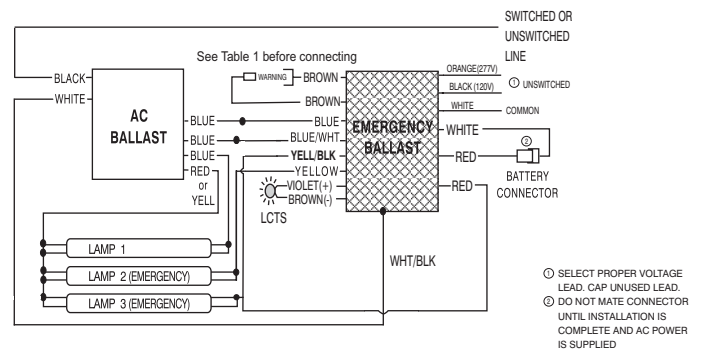 SWITCHED OR
UNSWITCHED
LINE
See Table 1 before connecting
BLACK
WHITE
AC
BALLAST
BLUE
BLUE
BLUE
RED
or
YELL
WARNING
BROWN
BROWN
BLUE
BLUE/WHT
YELL/BLK
YELLOW
VIOLET(+)
BROWN(-)
LCTS
EMERGENCY
BALLAST
ORANGE(277V)
BLACK (120V)
① UNSWITCHED
WHITE
COMMON
WHITE
RED
②
BATTERY
CONNECTOR
RED
WHT/BLK
LAMP 1
LAMP 2 (EMERGENCY)
LAMP 3 (EMERGENCY)
① SELECT PROPER VOLTAGE
LEAD. CAP UNUSED LEAD.
② DO NOT MATE CONNECTOR
UNTIL INSTALLATION IS
COMPLETE AND AC POWER
IS SUPPLIED